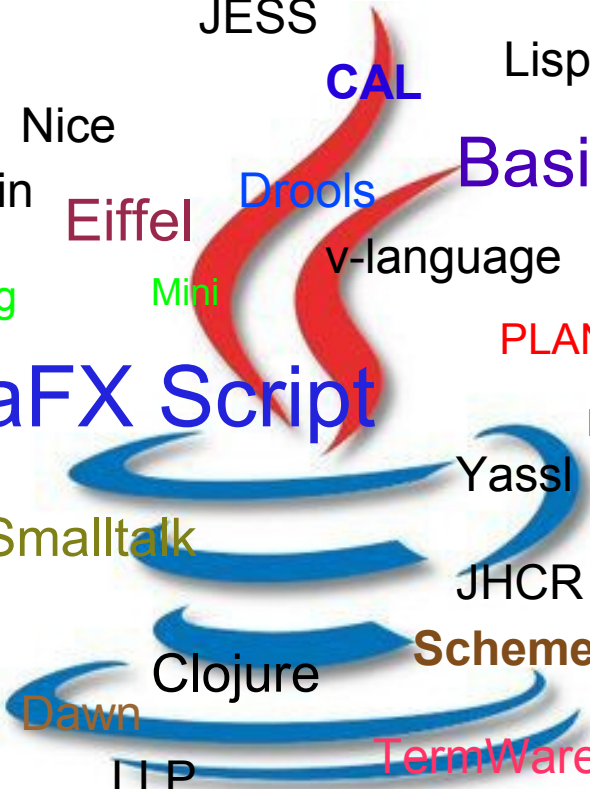 JESS
Lisp
CAL
Nice
Basi
in
Drools
Eiffel
v-language
g
Mini
PLAN
aFX Script
Yassl
Smalltalk
JHCR
Scheme
Clojure
Dawn
TermWare